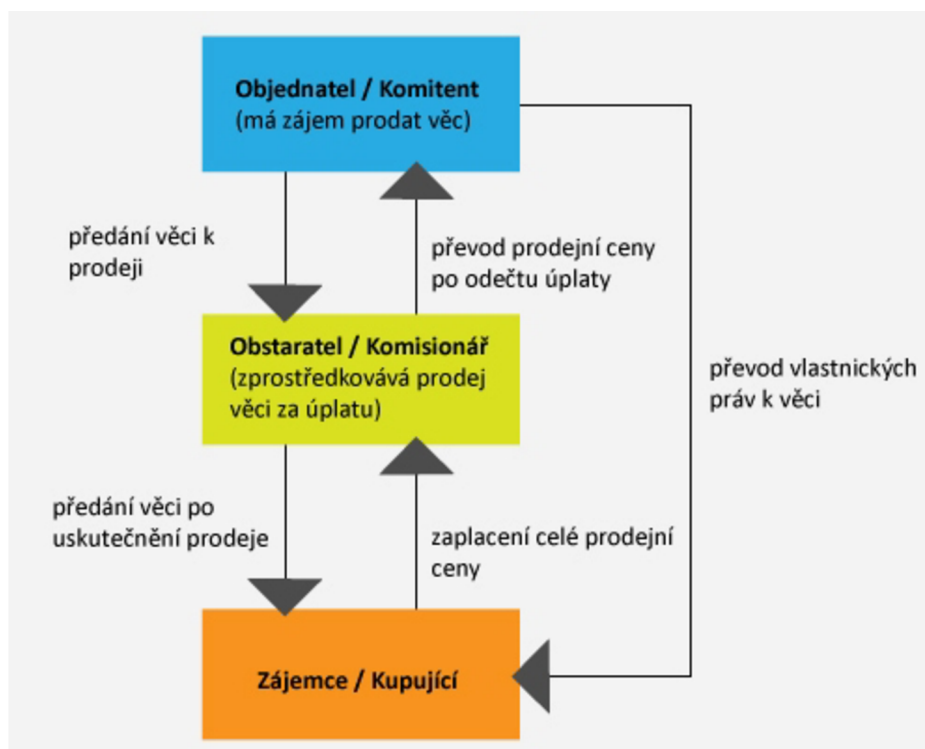 Objednatel / Komitent
(má zájem prodat věc)
předání věci k
prodeji
převod prodejní ceny
po odečtu úplaty
Obstaratel / Komisionář
(zprostředkovává prodej
věci za úplatu)
převod vlastnických
práv k věci
předání věci po
uskutečnění prodeje
zaplacení celé prodejní
ceny
Zájemce / Kupující